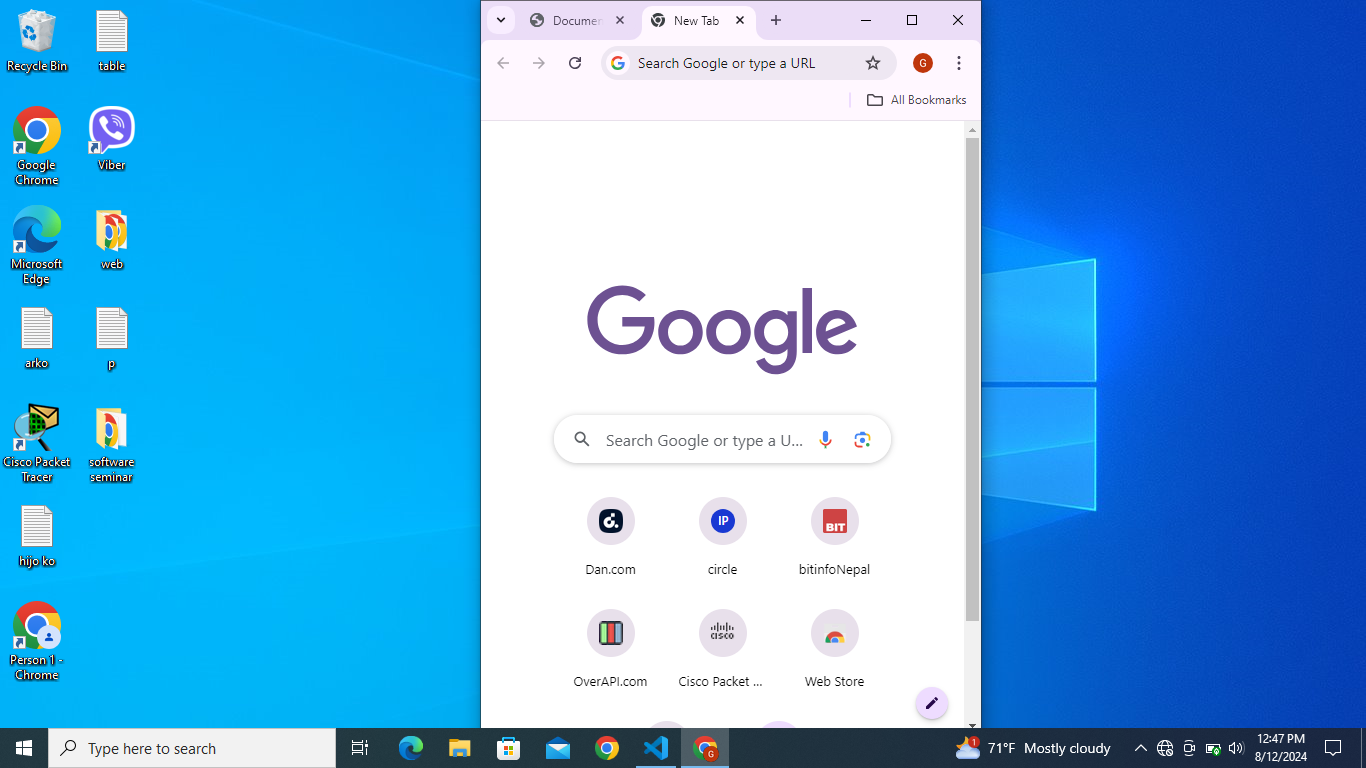 Recycle Bin
table
Google
Chrome
Viber
Microsoft
Edge
web
arko
p
Cisco Packet
Tracer
software
seminar
hijo ko
Person 1 -
Chrome
Documen
New Tab
Search Google or type a URL
G
All Bookmarks
Google
Search Google or type a U...
IP
BIT
Dan.com
circle
bitinfoNepal
CISCO
OverAPI.com
Cisco Packet ...
Web Store
Type here to search
G
1
71°F Mostly cloudy
12:47 PM
8/12/2024